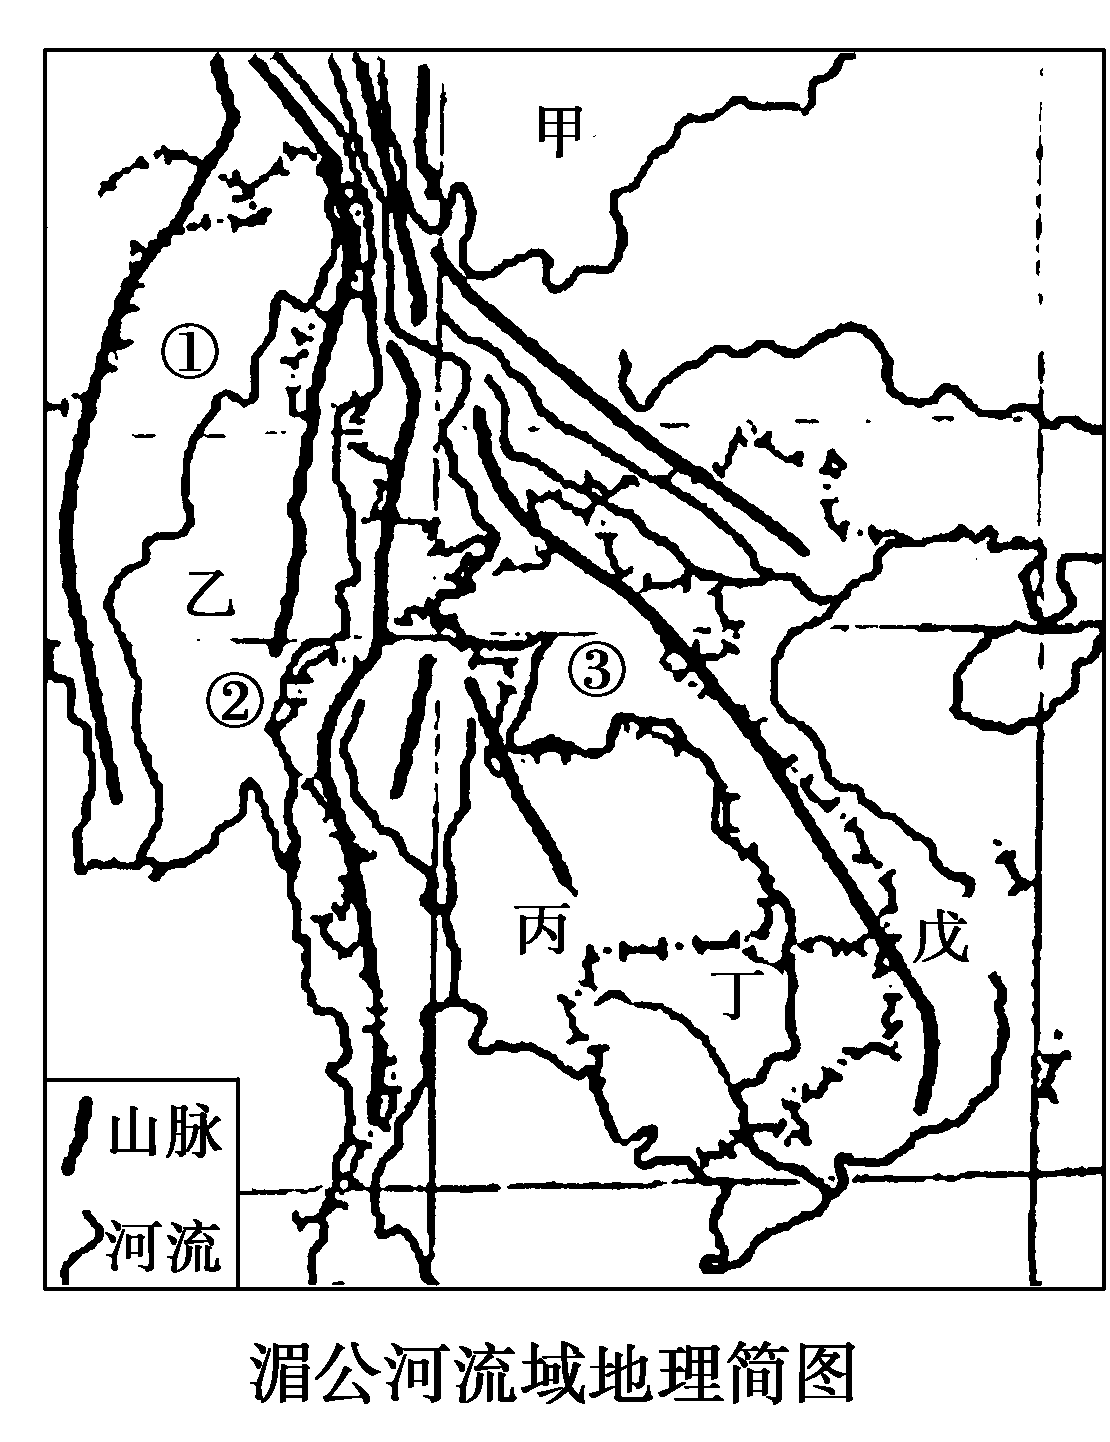 甲
①
乙
②
③
丙
丁
戊
山脉
河流
湄公河流域地理简图